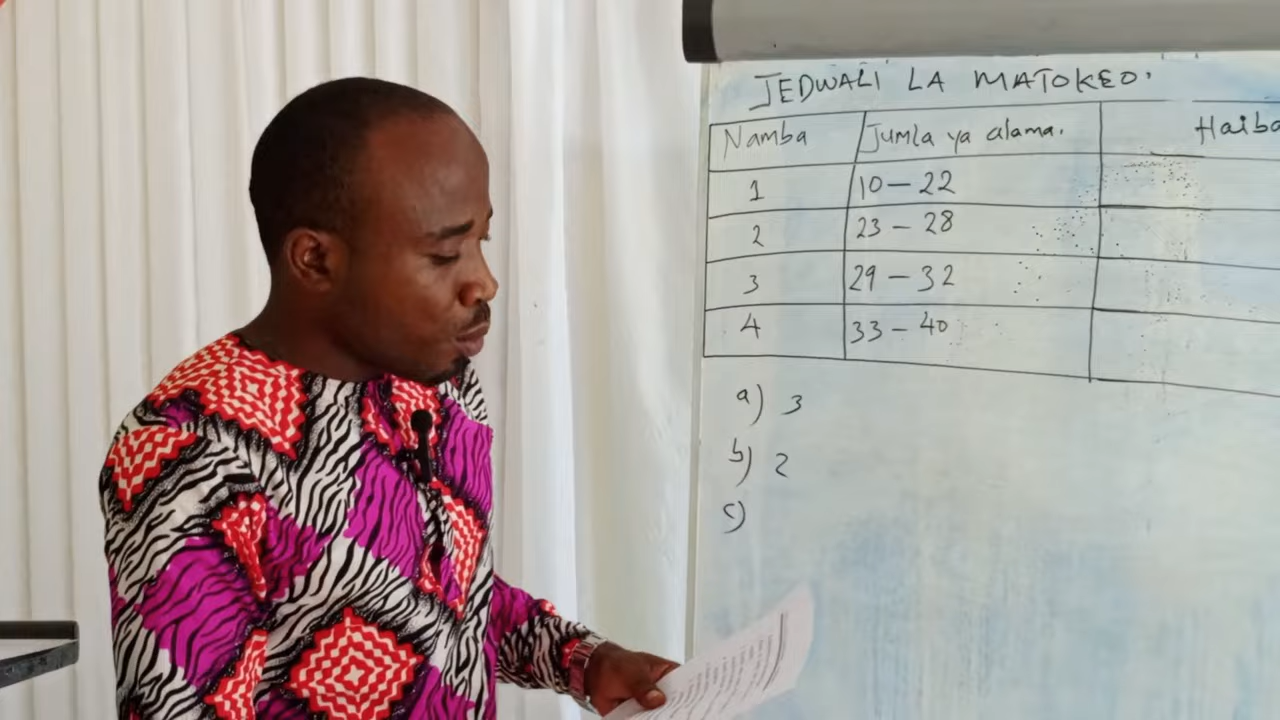 JEDWALI LA MATOKEO.
Namba Jumla ya alama. Haiba
1 10 – 22
2 23 – 28
3 29 – 32
4 33 – 40
a) 3
b) 2
c)